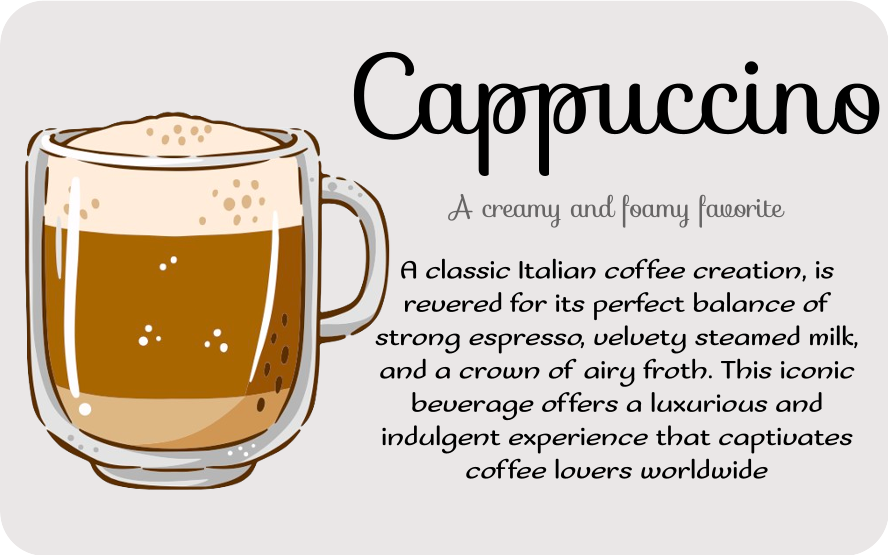 Cappuccino
A creamy and foamy favorite
A classic Italian coffee creation, is
revered for its perfect balance of
strong espresso, velvety steamed milk,
and a crown of airy froth. This iconic
beverage offers a luxurious and
indulgent experience that captivates
coffee lovers worldwide